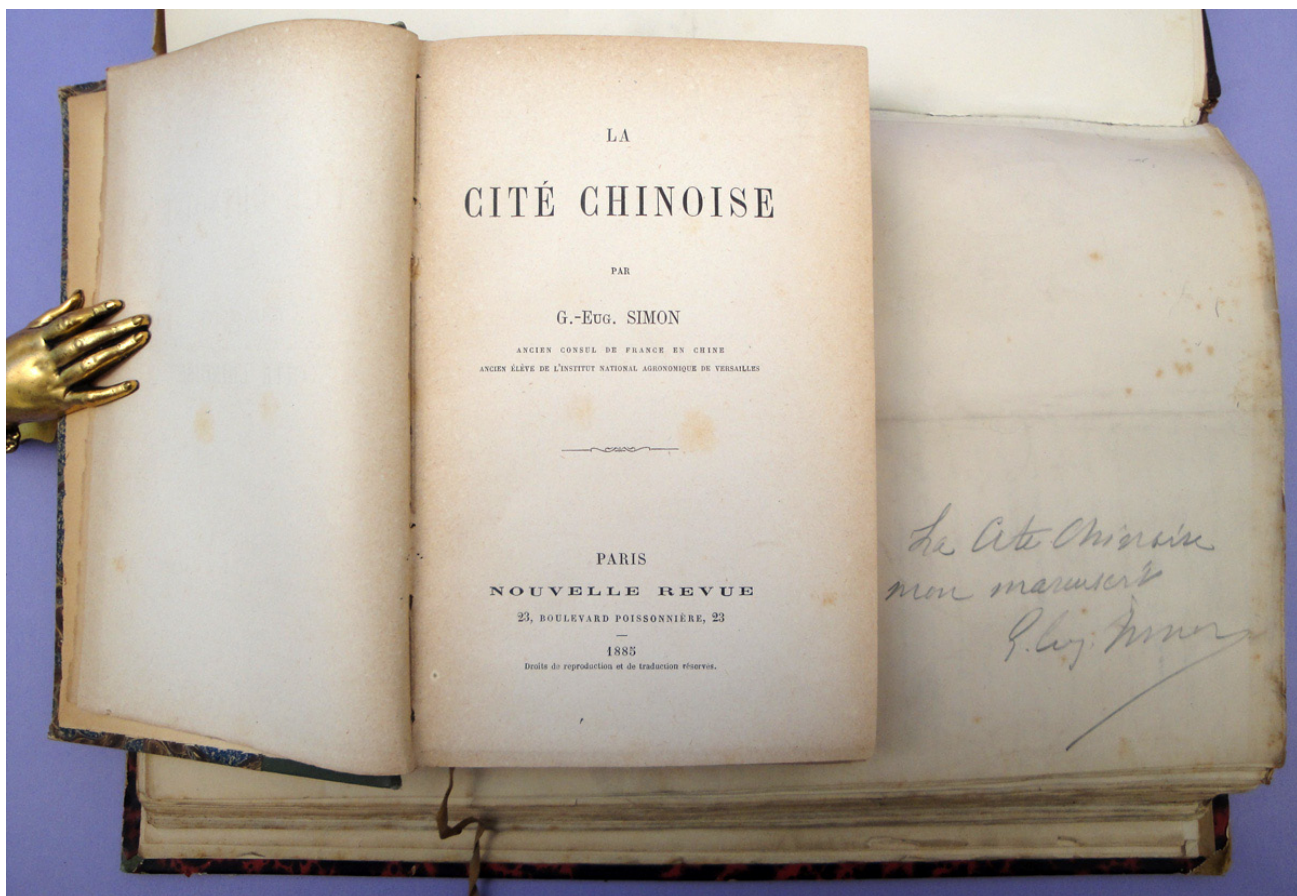 LA
CITÉ CHINOISE
PAR
G.-EUG. SIMON
ANCIEN CONSUL DE FRANCE EN CHINE
ANCIEN ÉLÈVE DE L'INSTITUT NATIONAL AGRONOMIQUE DE VERSAILLES
PARIS
NOUVELLE REVUE
23, BOULEVARD POISSONNIÈRE, 23
1885
Droits de reproduction et de traduction réservés.
La Cité Chinoise
mon manuscrit
G. Eug. Simon